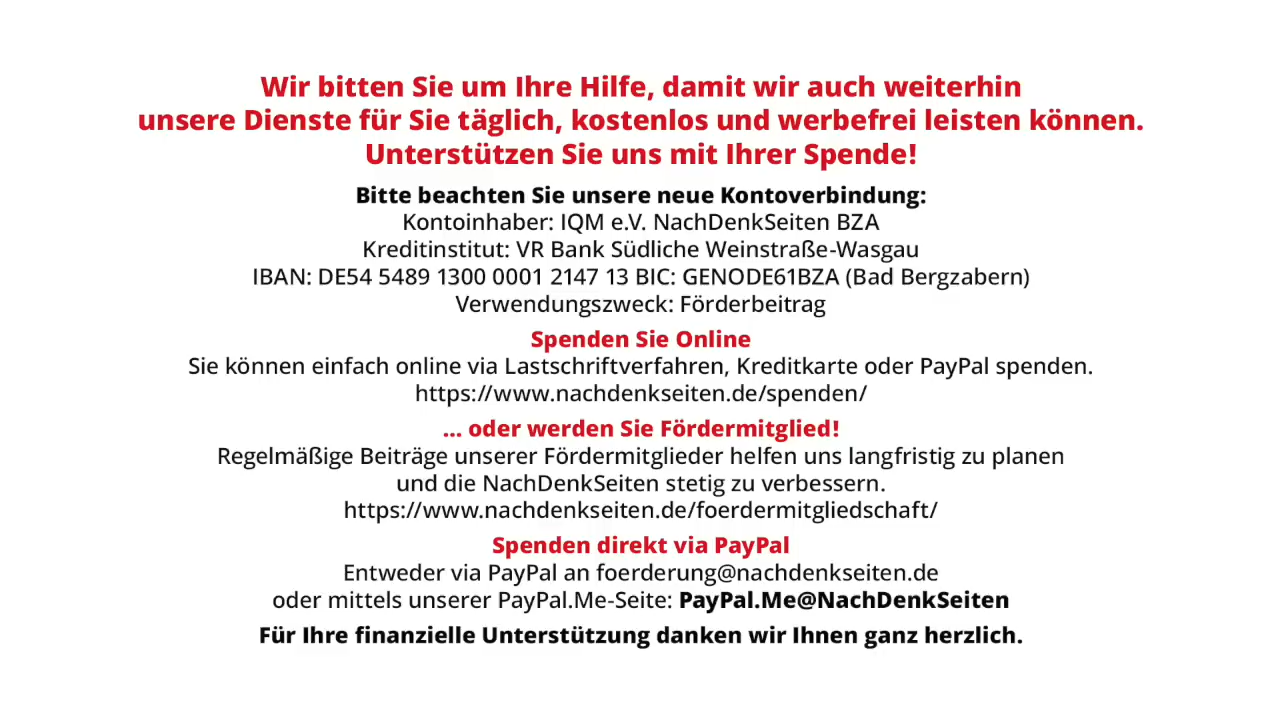 Wir bitten Sie um Ihre Hilfe, damit wir auch weiterhin
unsere Dienste für Sie täglich, kostenlos und werbefrei leisten können.
Unterstützen Sie uns mit Ihrer Spende!
Bitte beachten Sie unsere neue Kontoverbindung:
Kontoinhaber: IQM e.V. NachDenkSeiten BZA
Kreditinstitut: VR Bank Südliche Weinstraße-Wasgau
IBAN: DE54 5489 1300 0001 2147 13 BIC: GENODE61BZA (Bad Bergzabern)
Verwendungszweck: Förderbeitrag
Spenden Sie Online
Sie können einfach online via Lastschriftverfahren, Kreditkarte oder PayPal spenden.
https://www.nachdenkseiten.de/spenden/
... oder werden Sie Fördermitglied!
Regelmäßige Beiträge unserer Fördermitglieder helfen uns langfristig zu planen
und die NachDenkSeiten stetig zu verbessern.
https://www.nachdenkseiten.de/foerdermitgliedschaft/
Spenden direkt via PayPal
Entweder via PayPal an foerderung@nachdenkseiten.de
oder mittels unserer PayPal.Me-Seite: PayPal.Me@NachDenkSeiten
Für Ihre finanzielle Unterstützung danken wir Ihnen ganz herzlich.